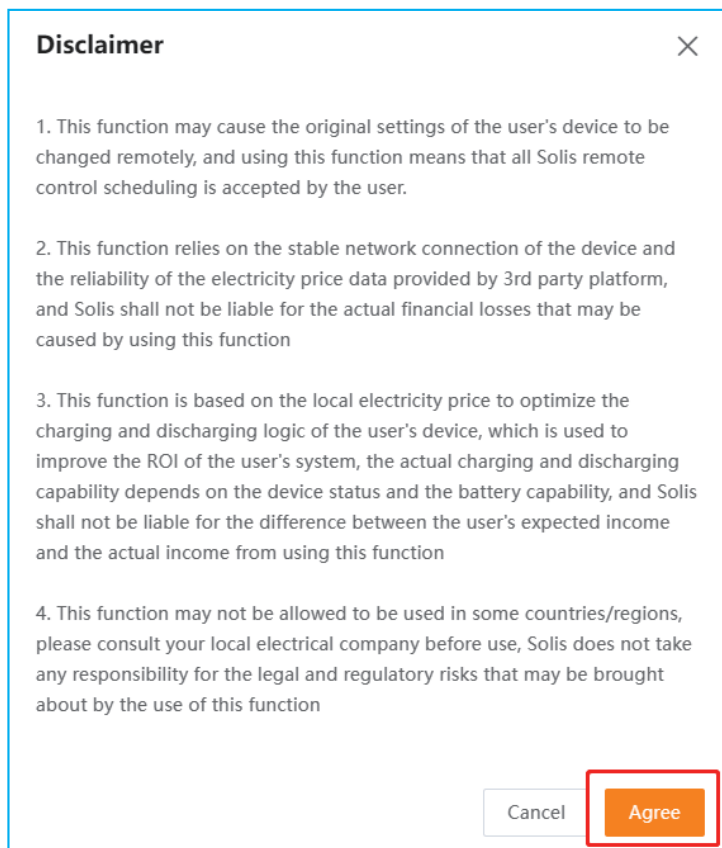 Disclaimer
1. This function may cause the original settings of the user's device to be
changed remotely, and using this function means that all Solis remote
control scheduling is accepted by the user.
2. This function relies on the stable network connection of the device and
the reliability of the electricity price data provided by 3rd party platform,
and Solis shall not be liable for the actual financial losses that may be
caused by using this function
3. This function is based on the local electricity price to optimize the
charging and discharging logic of the user's device, which is used to
improve the ROI of the user's system, the actual charging and discharging
capability depends on the device status and the battery capability, and Solis
shall not be liable for the difference between the user's expected income
and the actual income from using this function
4. This function may not be allowed to be used in some countries/regions,
please consult your local electrical company before use, Solis does not take
any responsibility for the legal and regulatory risks that may be brought
about by the use of this function
Cancel Agree